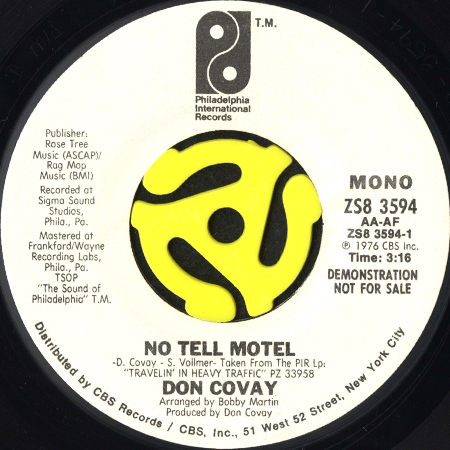 T.M.
Philadelphia
International
Records
Publisher:
Rose Tree
Music (ASCAP)/
Rag Mop
Music (BMI)
Recorded at
Sigma Sound
Studios,
Phila., Pa.
Mastered at
Frankford/Wayne
Recording Labs,
Phila., Pa.
TSOP
"The Sound of
Philadelphia" T.M.
MONO
ZS8 3594
AA-AF
ZS8 3594-1
℗ 1976 CBS Inc.
Time: 3:16
DEMONSTRATION
NOT FOR SALE
NO TELL MOTEL
-D. Covay - S. Vollmer- Taken From The PIR Lp:
"TRAVELIN' IN HEAVY TRAFFIC" PZ 33958
DON COVAY
Arranged by Bobby Martin
Produced by Don Covay
Distributed by CBS Records / CBS, Inc., 51 West 52 Street, New York City